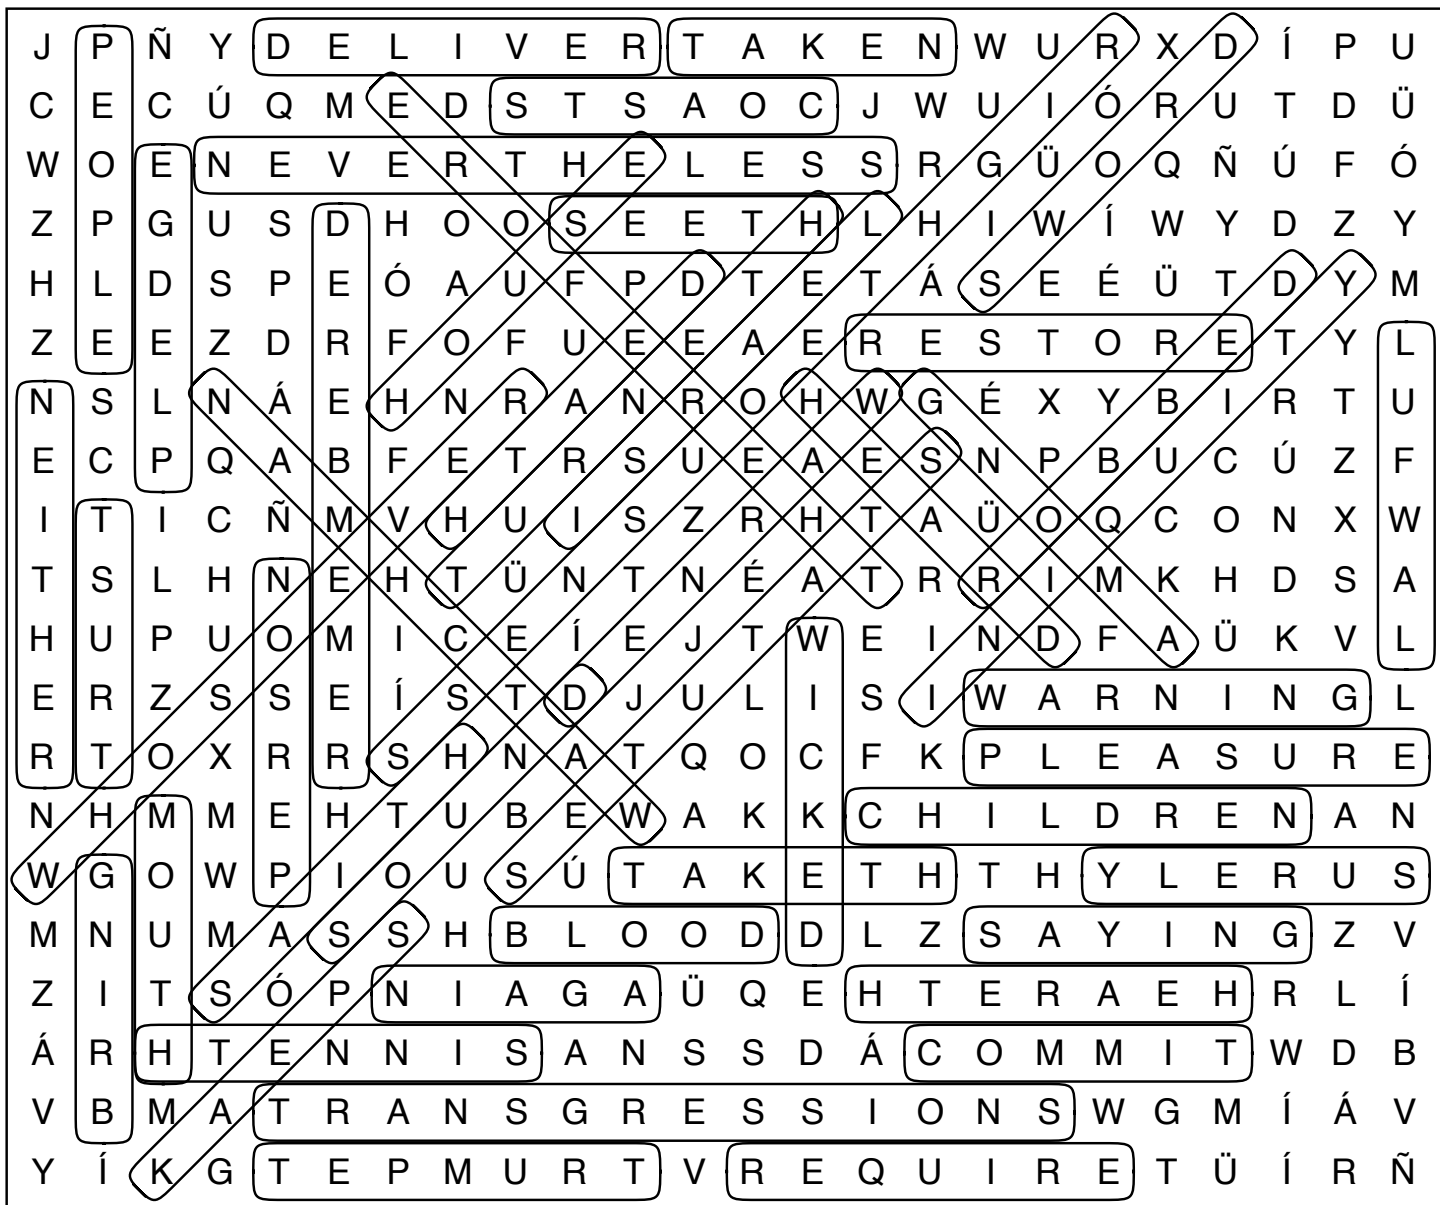 J P Ñ Y D E L I V E R T A K E N W U R X D Í P U
C E C Ú Q M E D S T S A O C J W U I Ó R U T D Ü
W O E N E V E R T H E L E S S R G Ü O Q Ñ Ú F Ó
Z P G U S D H O O S E E T H L H I W Í W Y D Z Y
H L D S P E Ó A U F P D T E T Á S E É Ü T D Y M
Z E E Z D R F O F U E E A E R E S T O R E T Y L
N S L N Á E H N R A N R O H W G É X Y B I R T U
E C P Q A B F E T R S U E A E S N P B U C Ú Z F
I T I C Ñ M V H U I S Z R H T A Ü O Q C O N X W
T S L H N E H T Ü N T N É A T R R I M K H D S A
H U P U O M I C E Í E J T W E I N D F A Ü K V L
E R Z S S E Í S T D J U L I S I W A R N I N G L
R T O X R R S H N A T Q O C F K P L E A S U R E
N H M M E H T U B E W A K K C H I L D R E N A N
W G O W P I O U S Ú T A K E T H T H Y L E R U S
M N U M A S S H B L O O D D L Z S A Y I N G Z V
Z I T S Ó P N I A G A Ü Q E H T E R A E H R L Í
Á R H T E N N I S A N S S D Á C O M M I T W D B
V B M A T R A N S G R E S S I O N S W G M Í Á V
Y Í K G T E P M U R T V R E Q U I R E T Ü Í R Ñ